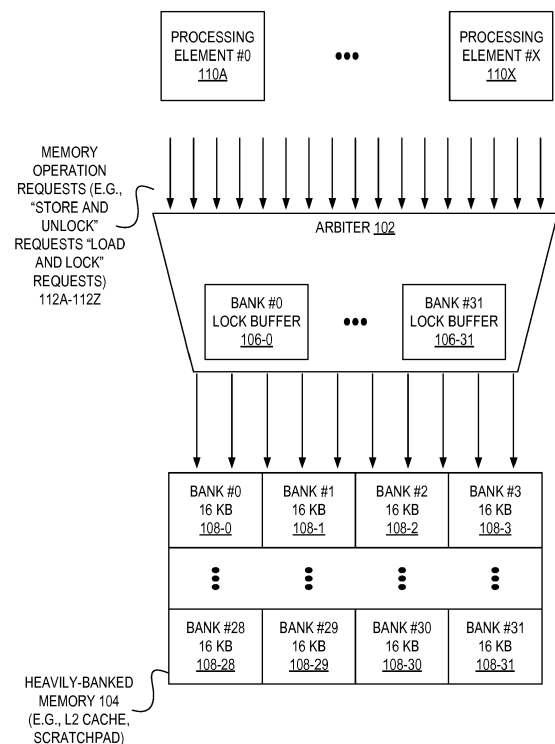 PROCESSING
ELEMENT #0
110A
PROCESSING
ELEMENT #X
110X
MEMORY
OPERATION
REQUESTS (E.G.,
"STORE AND
UNLOCK"
REQUESTS "LOAD
AND LOCK"
REQUESTS)
112A-112Z
ARBITER 102
BANK #0
LOCK BUFFER
106-0
BANK #31
LOCK BUFFER
106-31
BANK #0
16 KB
108-0
BANK #1
16 KB
108-1
BANK #2
16 KB
108-2
BANK #3
16 KB
108-3
BANK #28
16 KB
108-28
BANK #29
16 KB
108-29
BANK #30
16 KB
108-30
BANK #31
16 KB
108-31
HEAVILY-BANKED
MEMORY 104
(E.G., L2 CACHE,
SCRATCHPAD)